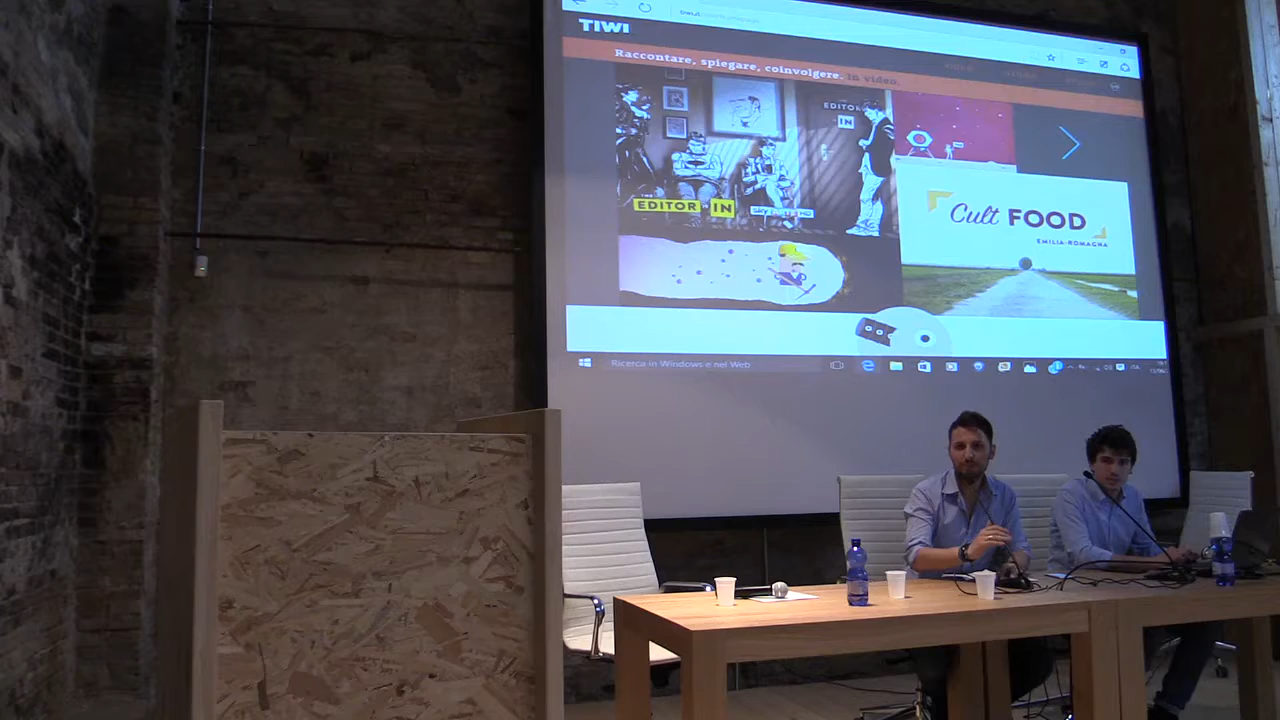 TIWI
Raccontare, spiegare, coinvolgere. In video.
EDITOR
IN
EDITOR IN
Cult FOOD
EMILIA-ROMAGNA
Ricerca in Windows e nel Web